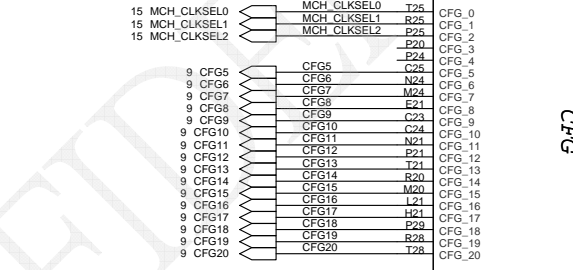 15 MCH_CLKSEL0 MCH_CLKSEL0 T25 CFG_0
15 MCH_CLKSEL1 MCH_CLKSEL1 R25 CFG_1
15 MCH_CLKSEL2 MCH_CLKSEL2 P25 CFG_2
P20 CFG_3
P24 CFG_4
9 CFG5 CFG5 C25 CFG_5
9 CFG6 CFG6 N24 CFG_6
9 CFG7 CFG7 M24 CFG_7
9 CFG8 CFG8 E21 CFG_8
9 CFG9 CFG9 C23 CFG_9
9 CFG10 CFG10 C24 CFG_10
9 CFG11 CFG11 N21 CFG_11
9 CFG12 CFG12 P21 CFG_12
9 CFG13 CFG13 T21 CFG_13
9 CFG14 CFG14 R20 CFG_14
9 CFG15 CFG15 M20 CFG_15
9 CFG16 CFG16 L21 CFG_16
9 CFG17 CFG17 H21 CFG_17
9 CFG18 CFG18 P29 CFG_18
9 CFG19 CFG19 R28 CFG_19
9 CFG20 CFG20 T28 CFG_20
CFG